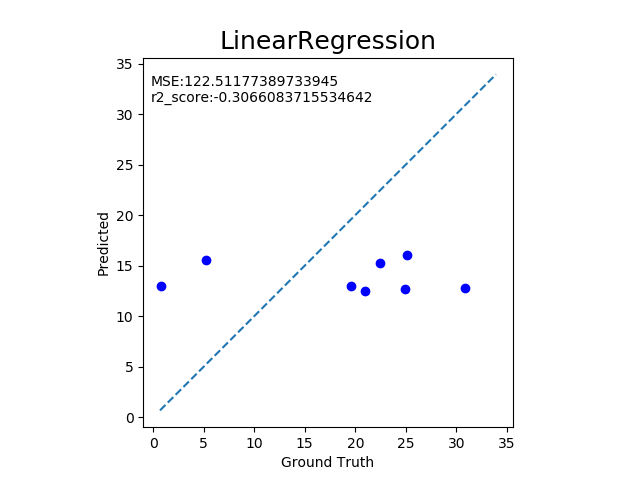 LinearRegression
MSE:122.51177389733945
r2_score:-0.3066083715534642
35
30
25
20
15
10
5
0
Predicted
0 5 10 15 20 25 30 35
Ground Truth